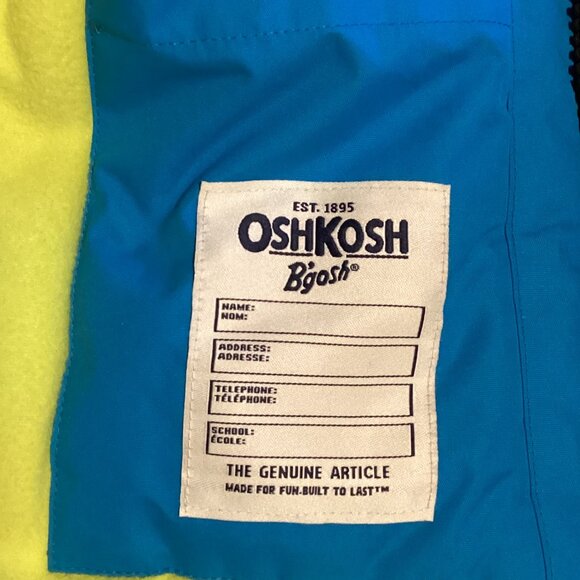 EST. 1895
OSHKOSH
B'gosh®
NAME:
NOM:
ADDRESS:
ADRESSE:
TELEPHONE:
TÉLÉPHONE:
SCHOOL:
ÉCOLE:
THE GENUINE ARTICLE
MADE FOR FUN.BUILT TO LAST™